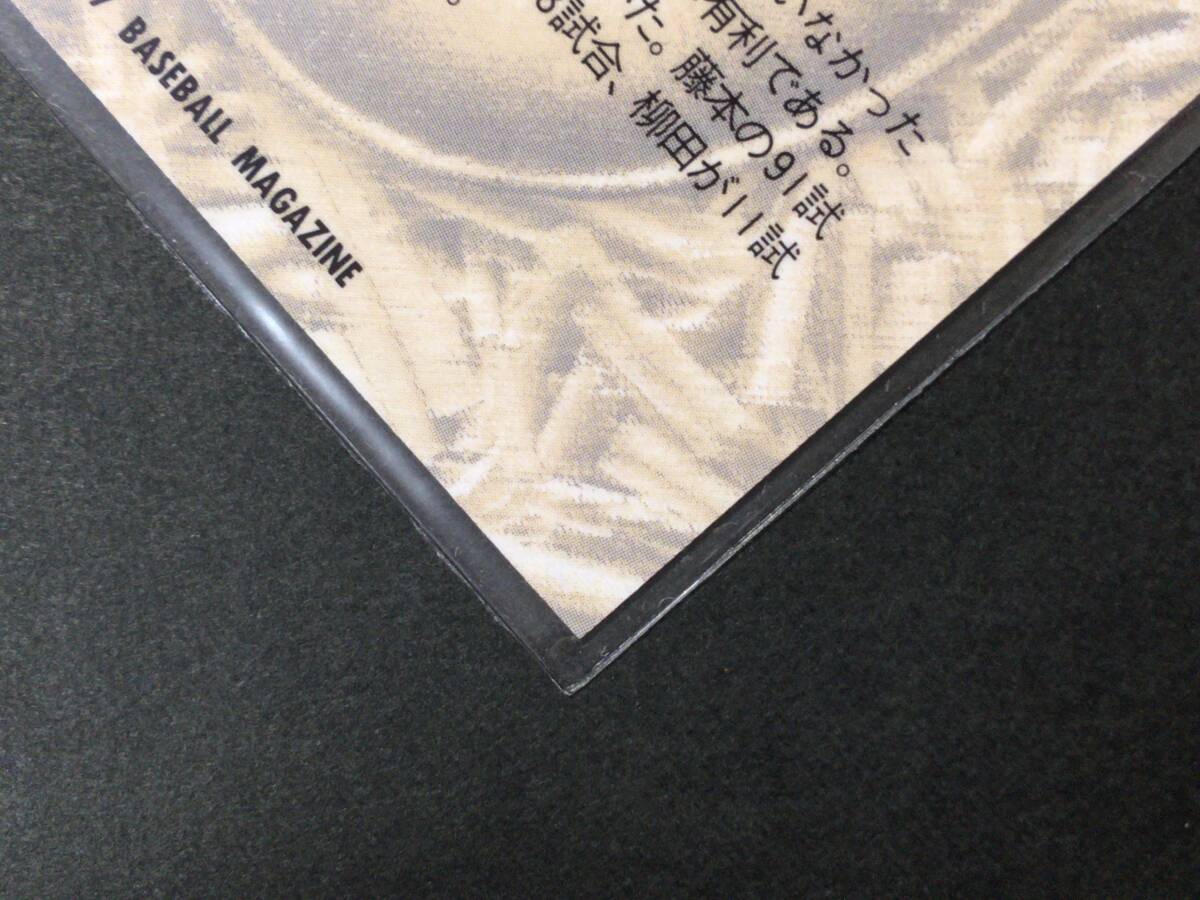 いなかった
有利である。
た。藤本の91試
8試合、柳田が11試
。
BASEBALL MAGAZINE